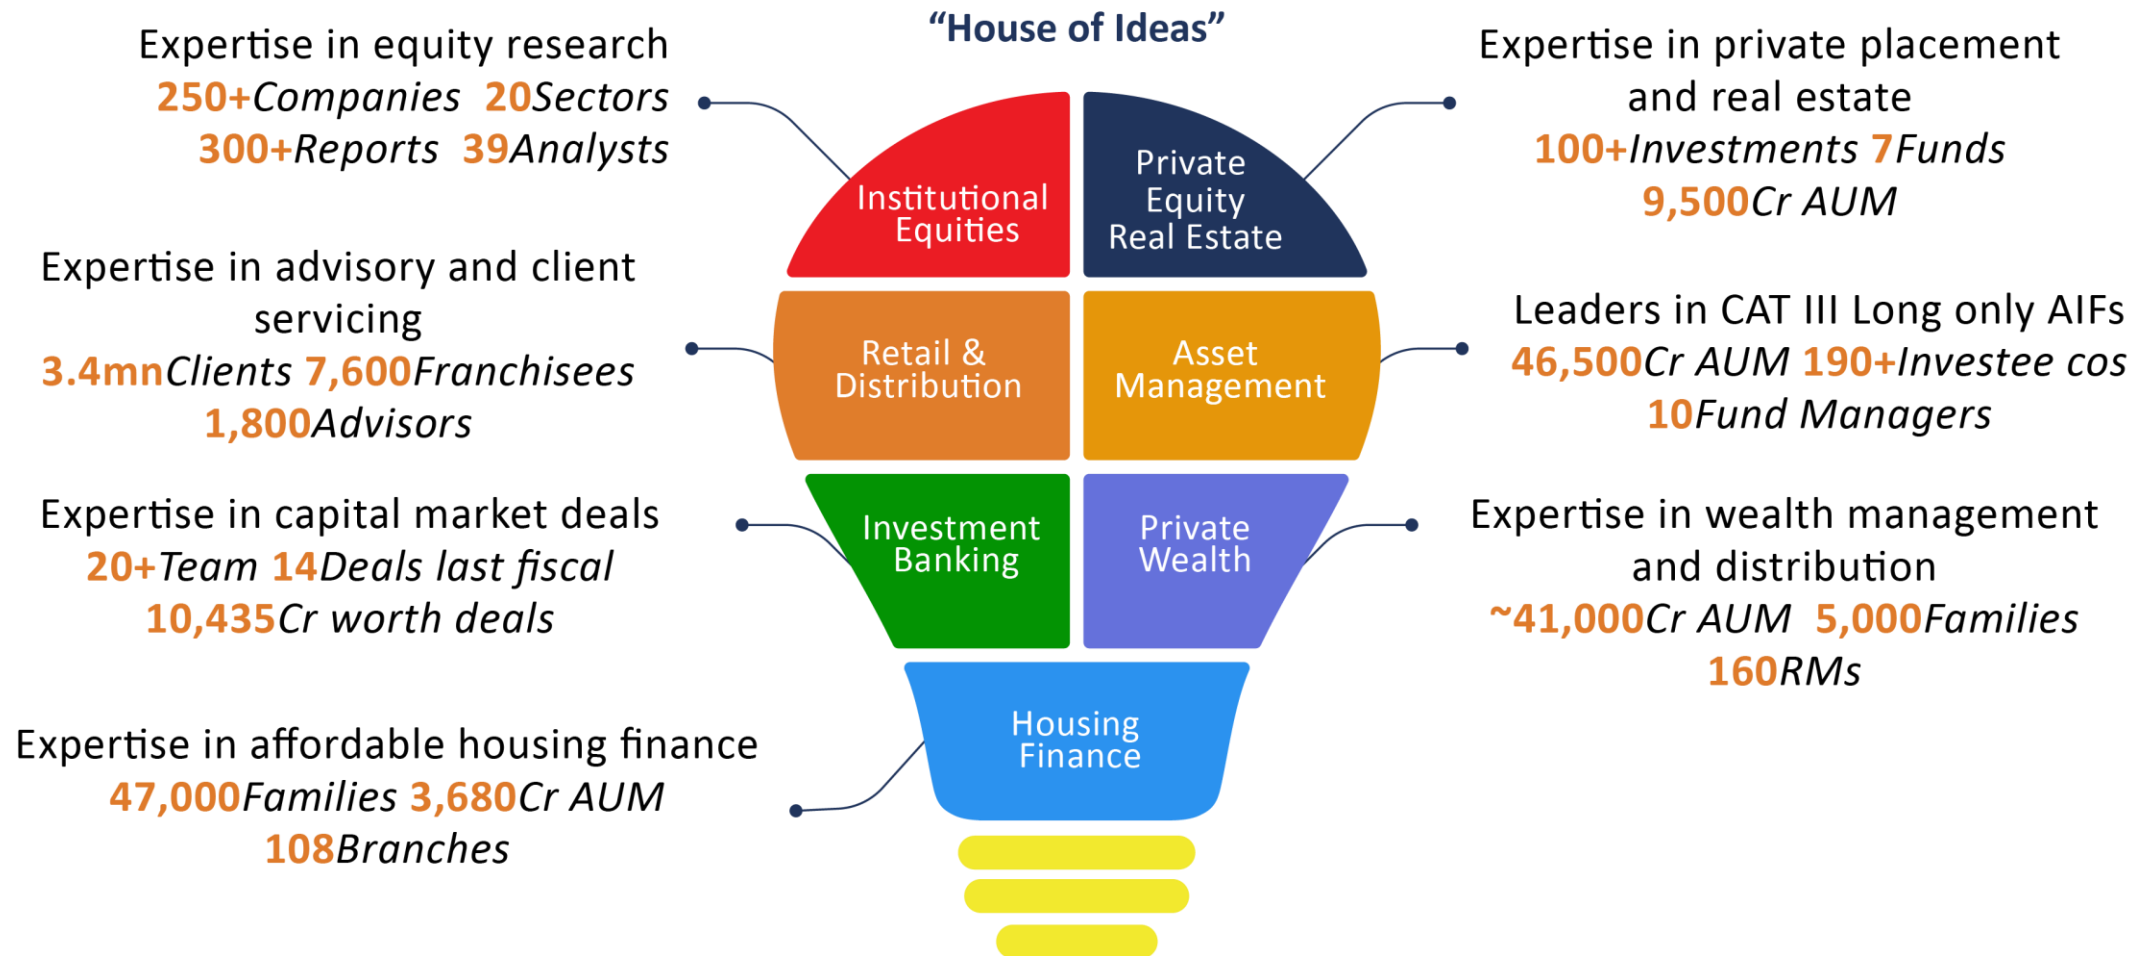 “House of Ideas”
Expertise in equity research
250+Companies 20Sectors
300+Reports 39Analysts
Expertise in advisory and client
servicing
3.4mnClients 7,600Franchisees
1,800Advisors
Expertise in capital market deals
20+Team 14Deals last fiscal
10,435Cr worth deals
Expertise in affordable housing finance
47,000Families 3,680Cr AUM
108Branches
Institutional
Equities
Private
Equity
Real Estate
Retail &
Distribution
Asset
Management
Investment
Banking
Private
Wealth
Housing
Finance
Expertise in private placement
and real estate
100+Investments 7Funds
9,500Cr AUM
Leaders in CAT III Long only AIFs
46,500Cr AUM 190+Investee cos
10Fund Managers
Expertise in wealth management
and distribution
~41,000Cr AUM 5,000Families
160RMs